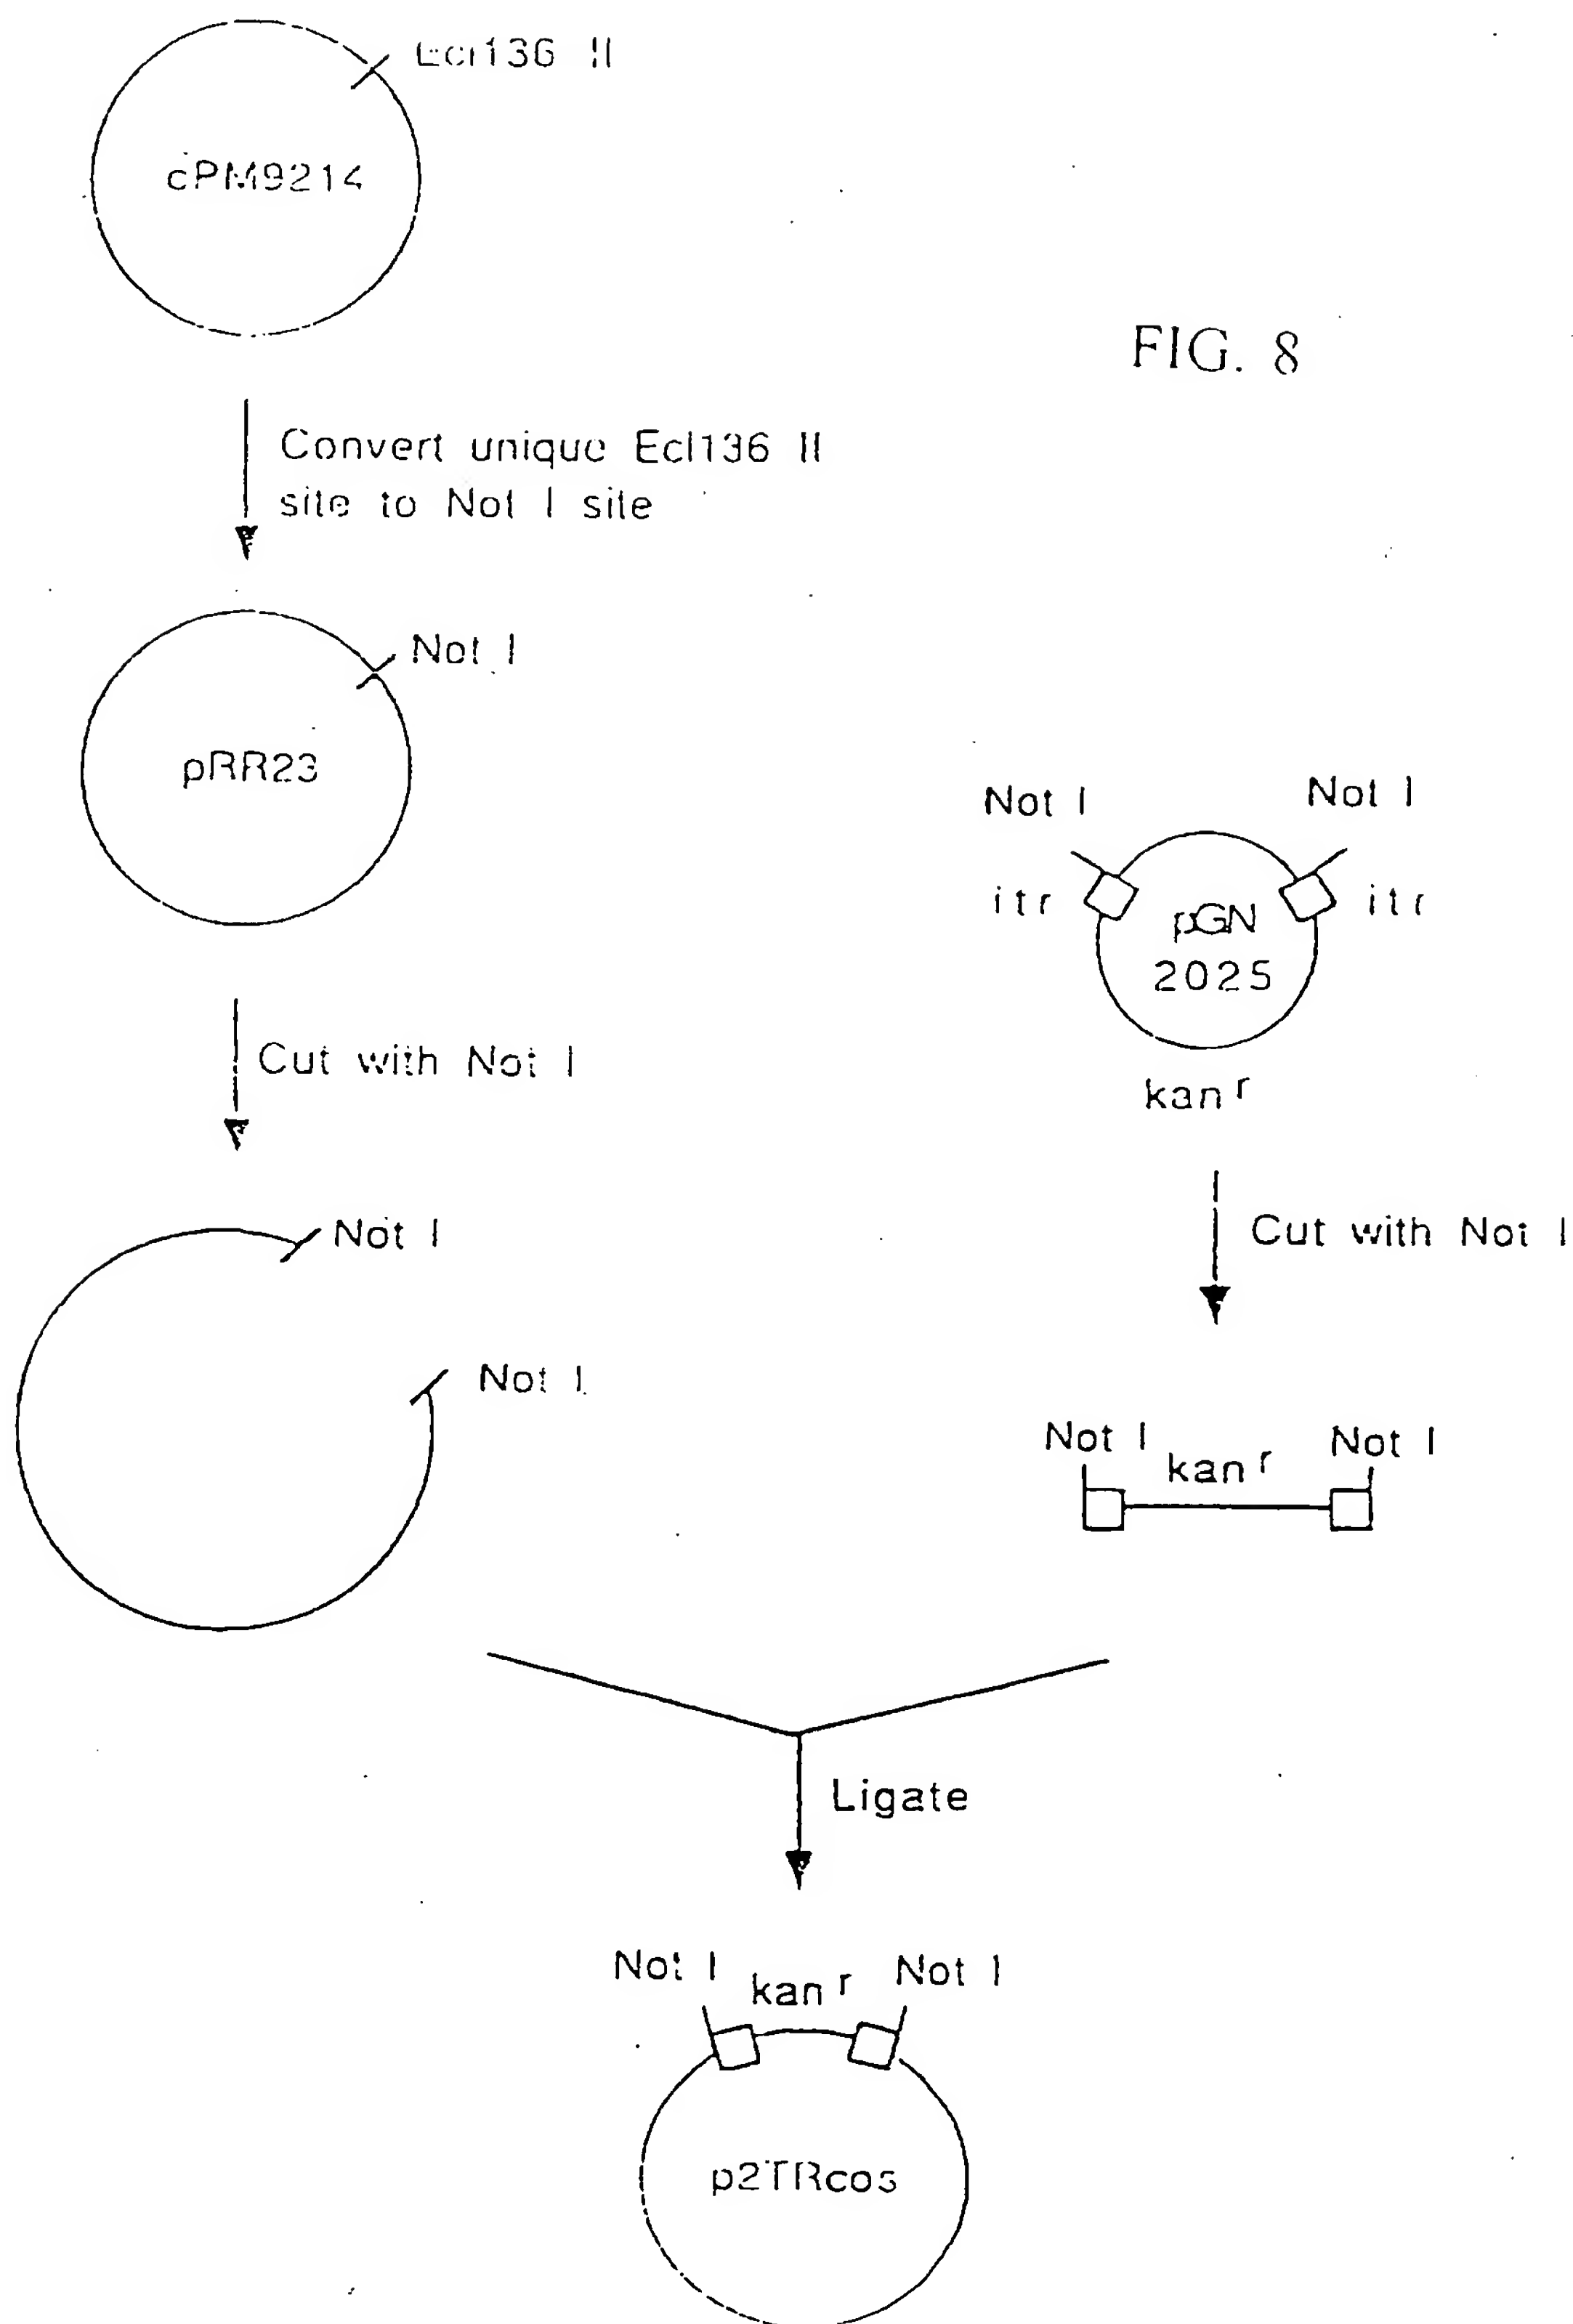 Ecl136 II
cPM9214
FIG. 8
Convert unique Ecl136 II
site to Not I site
Not I
pRR23
Not I
Not I
itr
itr
pGN
2025
kan r
Cut with Not I
Cut with Not I
Not I
Not I
Not I
kan r
Not I
Ligate
Not I
kan r
Not I
p2TRcos